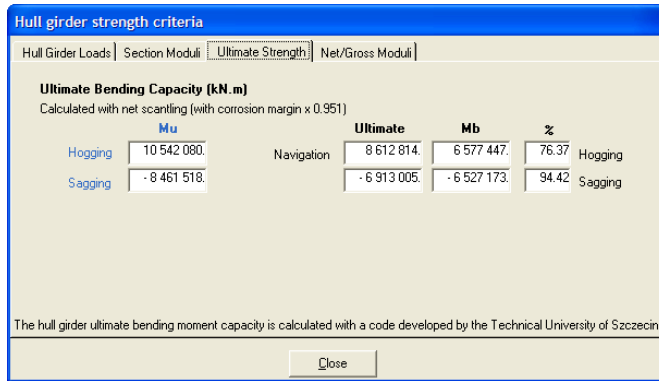 Hull girder strength criteria
Hull Girder Loads Section Moduli Ultimate Strength Net/Gross Moduli
Ultimate Bending Capacity (kN.m)
Calculated with net scantling (with corrosion margin x 0.951)
Mu Ultimate Mb %
Hogging 10 542 080. Navigation 8 612 814. 6 577 447. 76.37 Hogging
Sagging - 8 461 518. - 6 913 005. - 6 527 173. 94.42 Sagging
The hull girder ultimate bending moment capacity is calculated with a code developed by the Technical University of Szczecin
Close